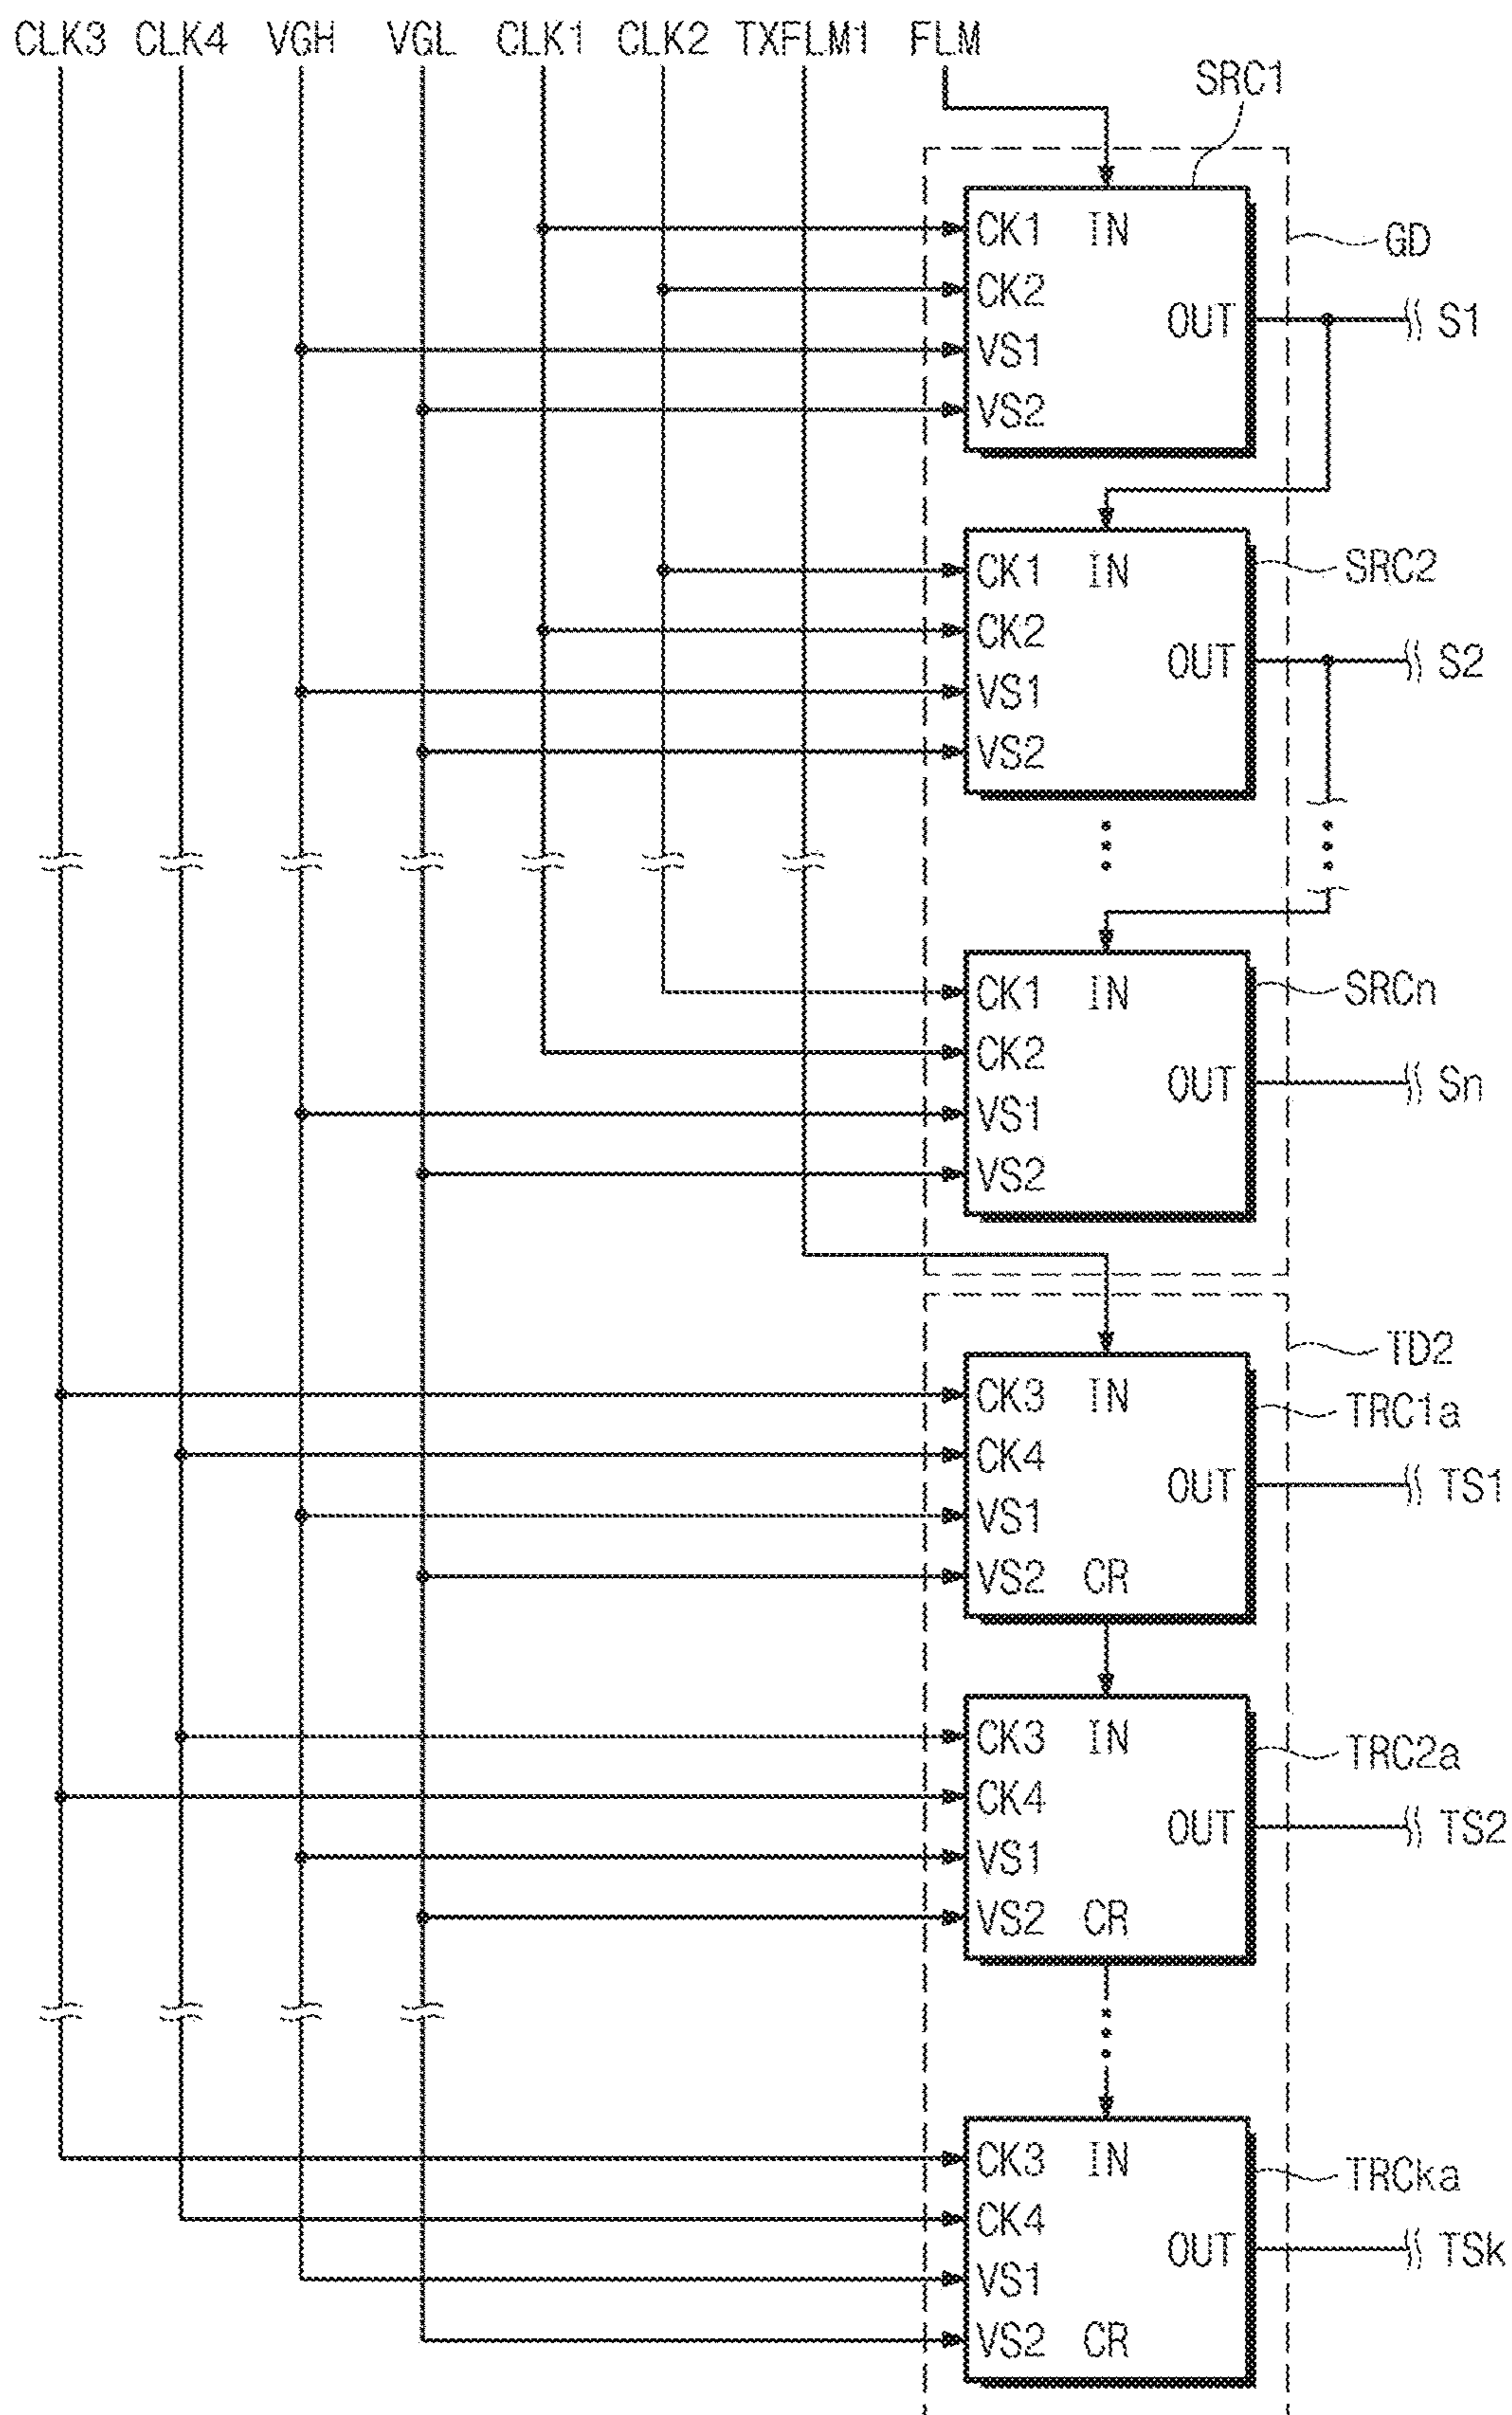 CLK3 CLK4 VGH VGL CLK1 CLK2 TXFLM1 FLM
SRC1
CK1 IN
GD
CK2
OUT
S1
VS1
VS2
CK1 IN
SRC2
CK2
OUT
S2
VS1
VS2
CK1 IN
SRCn
CK2
OUT
Sn
VS1
VS2
TD2
CK3 IN
TRC1a
CK4
OUT
TS1
VS1
VS2 CR
CK3 IN
TRC2a
CK4
OUT
TS2
VS1
VS2 CR
CK3 IN
TRCka
CK4
OUT
TSk
VS1
VS2 CR